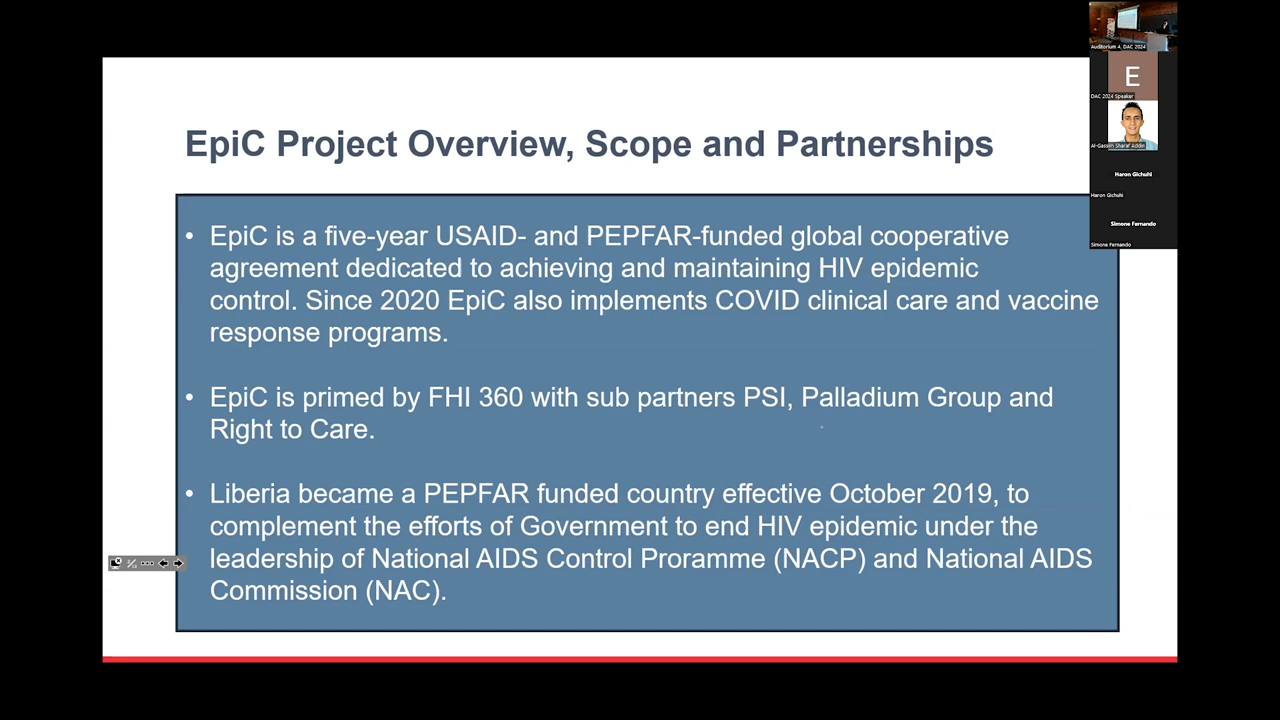 EpiC Project Overview, Scope and Partnerships
• EpiC is a five-year USAID- and PEPFAR-funded global cooperative
agreement dedicated to achieving and maintaining HIV epidemic
control. Since 2020 EpiC also implements COVID clinical care and vaccine
response programs.
• EpiC is primed by FHI 360 with sub partners PSI, Palladium Group and
Right to Care.
• Liberia became a PEPFAR funded country effective October 2019, to
complement the efforts of Government to end HIV epidemic under the
leadership of National AIDS Control Proramme (NACP) and National AIDS
Commission (NAC).
Auditorium 4, DAC 2024
E
DAC 2024 Speaker
Al-Gassim Sharaf Addin
Haron Gichuhi
Haron Gichuhi
Simone Fernando
Simone Fernando